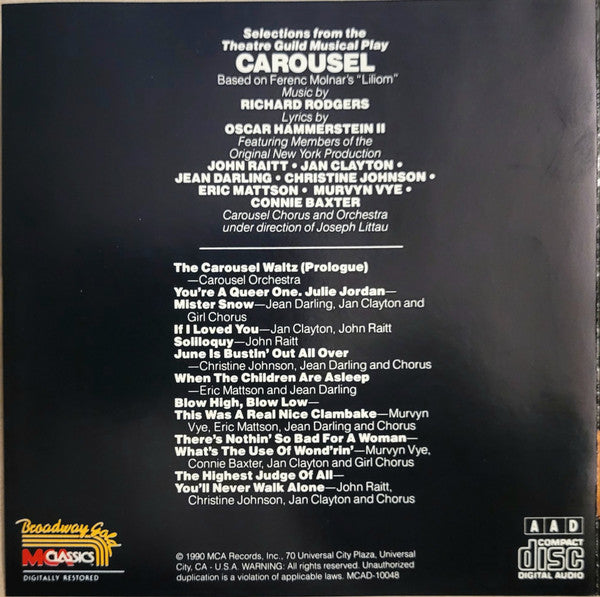 Selections from the
Theatre Guild Musical Play
CAROUSEL
Based on Ferenc Molnar's "Liliom"
Music by
RICHARD RODGERS
Lyrics by
OSCAR HAMMERSTEIN II
Featuring Members of the
Original New York Production
JOHN RAITT • JAN CLAYTON •
JEAN DARLING • CHRISTINE JOHNSON •
ERIC MATTSON • MURVYN VYE •
CONNIE BAXTER
Carousel Chorus and Orchestra
under direction of Joseph Littau
The Carousel Waltz (Prologue)
—Carousel Orchestra
You're A Queer One. Julie Jordan—
Mister Snow—Jean Darling, Jan Clayton and
Girl Chorus
If I Loved You—Jan Clayton, John Raitt
Soliloquy—John Raitt
June Is Bustin' Out All Over
—Christine Johnson, Jean Darling and Chorus
When The Children Are Asleep
—Eric Mattson and Jean Darling
Blow High, Blow Low—
This Was A Real Nice Clambake—Murvyn
Vye, Eric Mattson, Jean Darling and Chorus
There's Nothin' So Bad For A Woman—
What's The Use Of Wond'rin'—Murvyn Vye,
Connie Baxter, Jan Clayton and Girl Chorus
The Highest Judge Of All—
You'll Never Walk Alone—John Raitt,
Christine Johnson, Jan Clayton and Chorus
Broadway Gold
MCA CLASSICS
DIGITALLY RESTORED
© 1990 MCA Records, Inc., 70 Universal City Plaza, Universal
City, CA - U.S.A. WARNING: All rights reserved. Unauthorized
duplication is a violation of applicable laws. MCAD-10048
A A D
COMPACT
disc
DIGITAL AUDIO